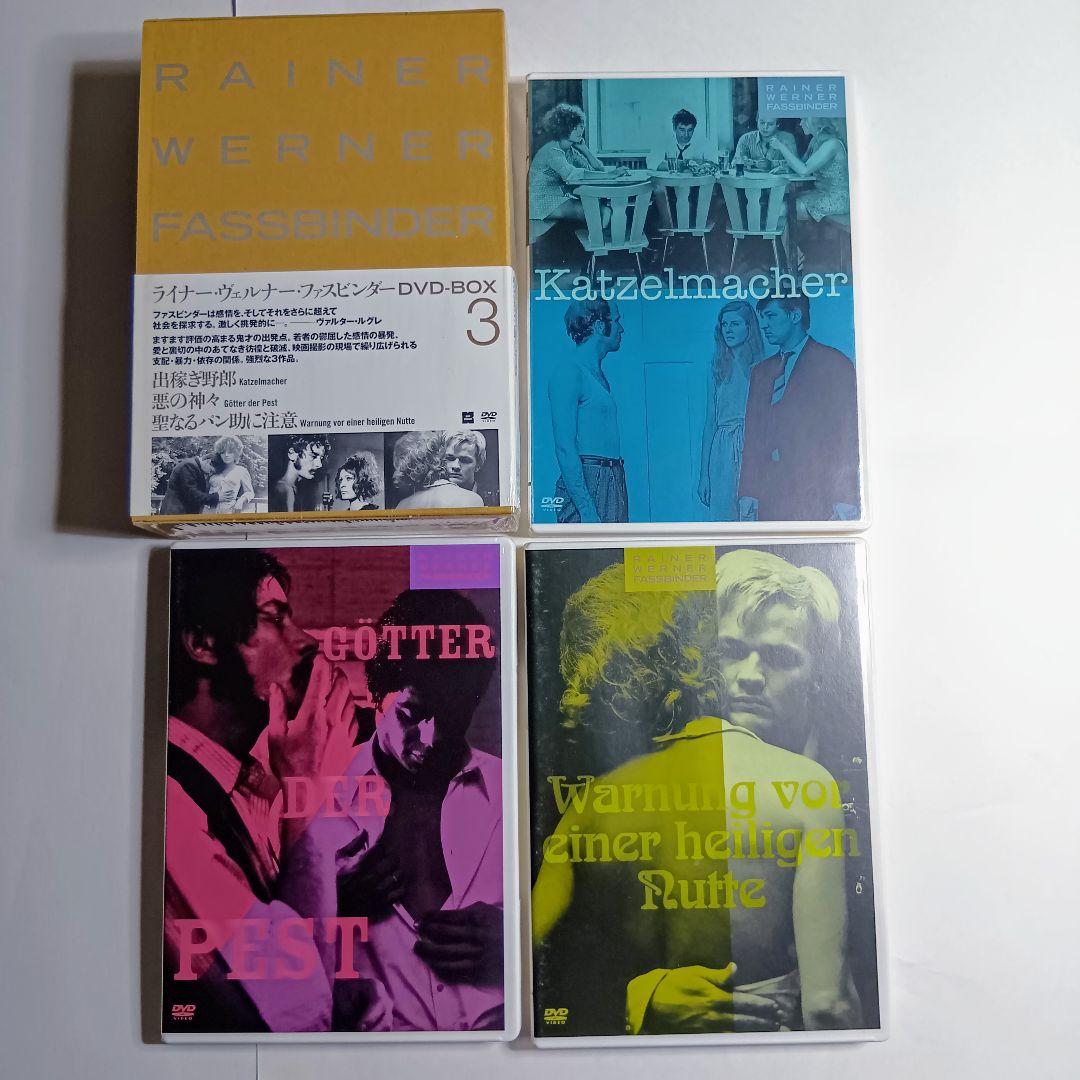 RAINER
WERNER
FASSBINDER
ライナー・ヴェルナー・ファスビンダー DVD-BOX
3
ファスビンダーは感情を、そしてそれをさらに超えて
社会を探求する。激しく挑発的に…。——ヴァルター・ルグレ
ますます評価の高まる鬼才の出発点。若者の鬱屈した感情の暴発、
愛と裏切の中のあてなき彷徨と破滅、映画撮影の現場で繰り広げられる
支配・暴力・依存の関係。強烈な3作品。
出稼ぎ野郎 Katzelmacher
悪の神々 Götter der Pest
聖なるパン助に注意 Warnung vor einer heiligen Nutte
DVD
VIDEO
RAINER
WERNER
FASSBINDER
Katzelmacher
DVD
VIDEO
RAINER
WERNER
FASSBINDER
GÖTTER
DER
PEST
DVD
VIDEO
RAINER
WERNER
FASSBINDER
Warnung vor
einer heiligen
Nutte
DVD
VIDEO